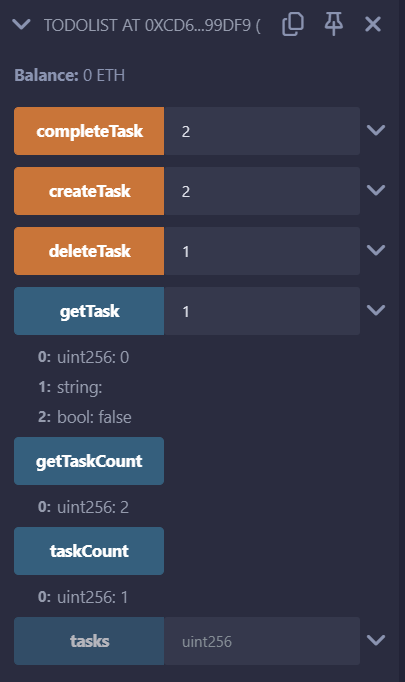 TODOLIST AT 0XCD6...99DF9 (
Balance: 0 ETH
completeTask 2
createTask 2
deleteTask 1
getTask 1
0: uint256: 0
1: string:
2: bool: false
getTaskCount
0: uint256: 2
taskCount
0: uint256: 1
tasks uint256